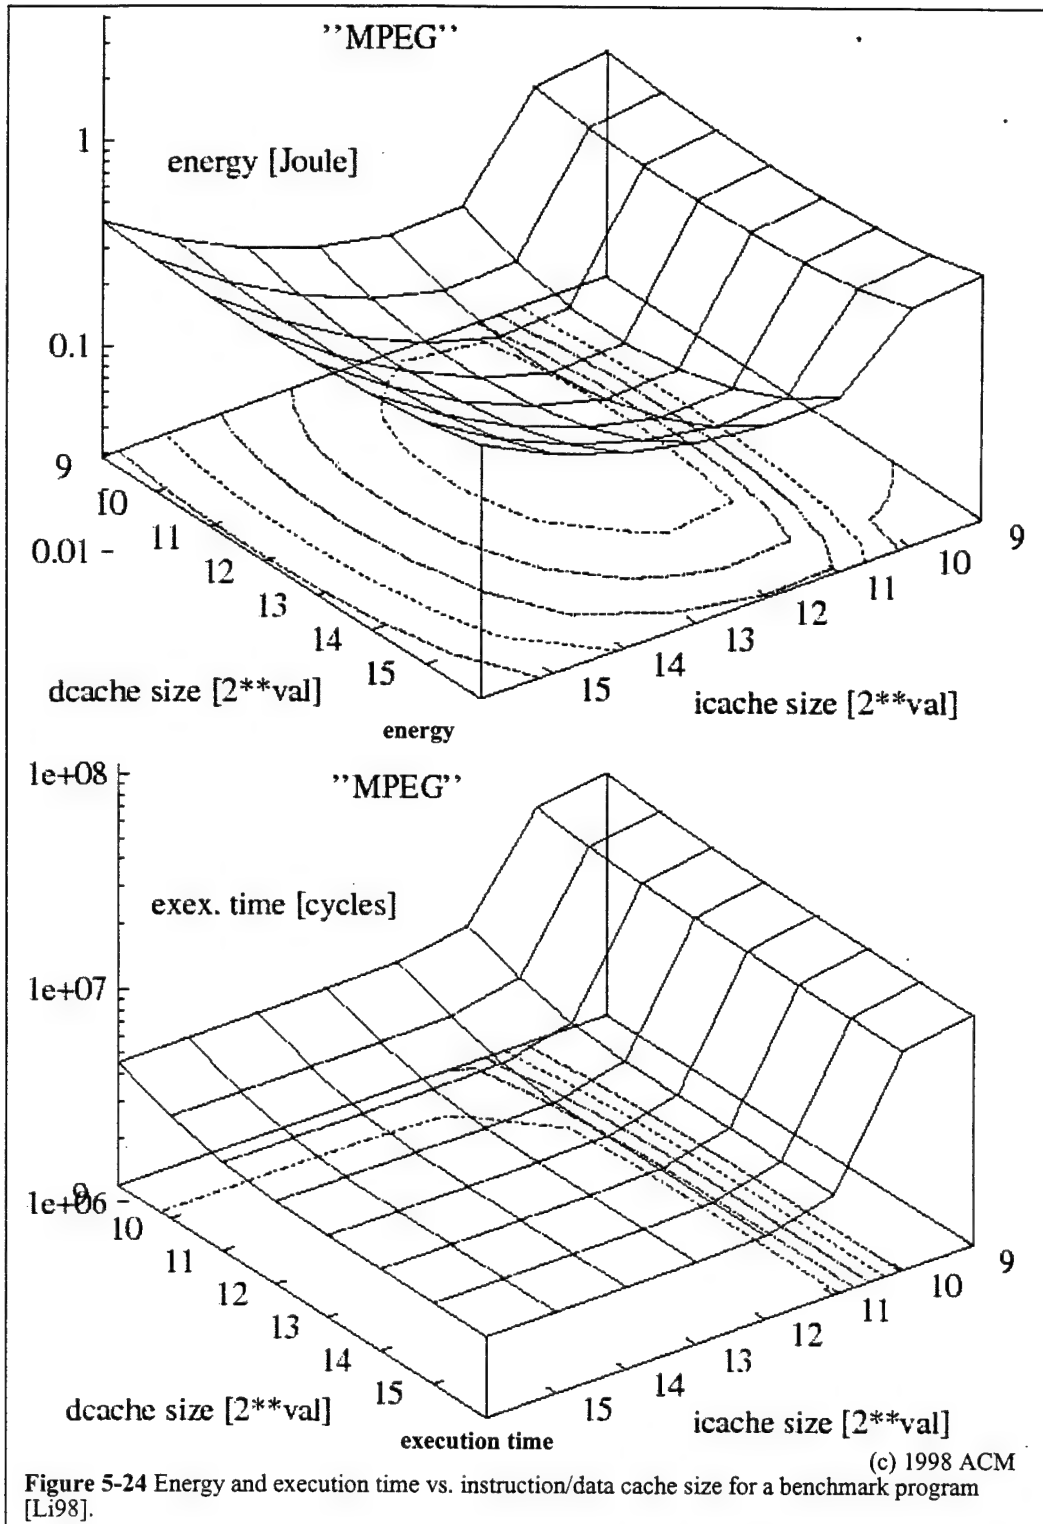 ”MPEG”
1
energy [Joule]
0.1
9
10
0.01
11
12
13
14
15
9
10
11
12
13
14
15
dcache size [2**val]
icache size [2**val]
energy
1e+08
”MPEG”
exex. time [cycles]
1e+07
1e+06
9
10
11
12
13
14
15
9
10
11
12
13
14
15
dcache size [2**val]
icache size [2**val]
execution time
(c) 1998 ACM
Figure 5-24 Energy and execution time vs. instruction/data cache size for a benchmark program
[Li98].